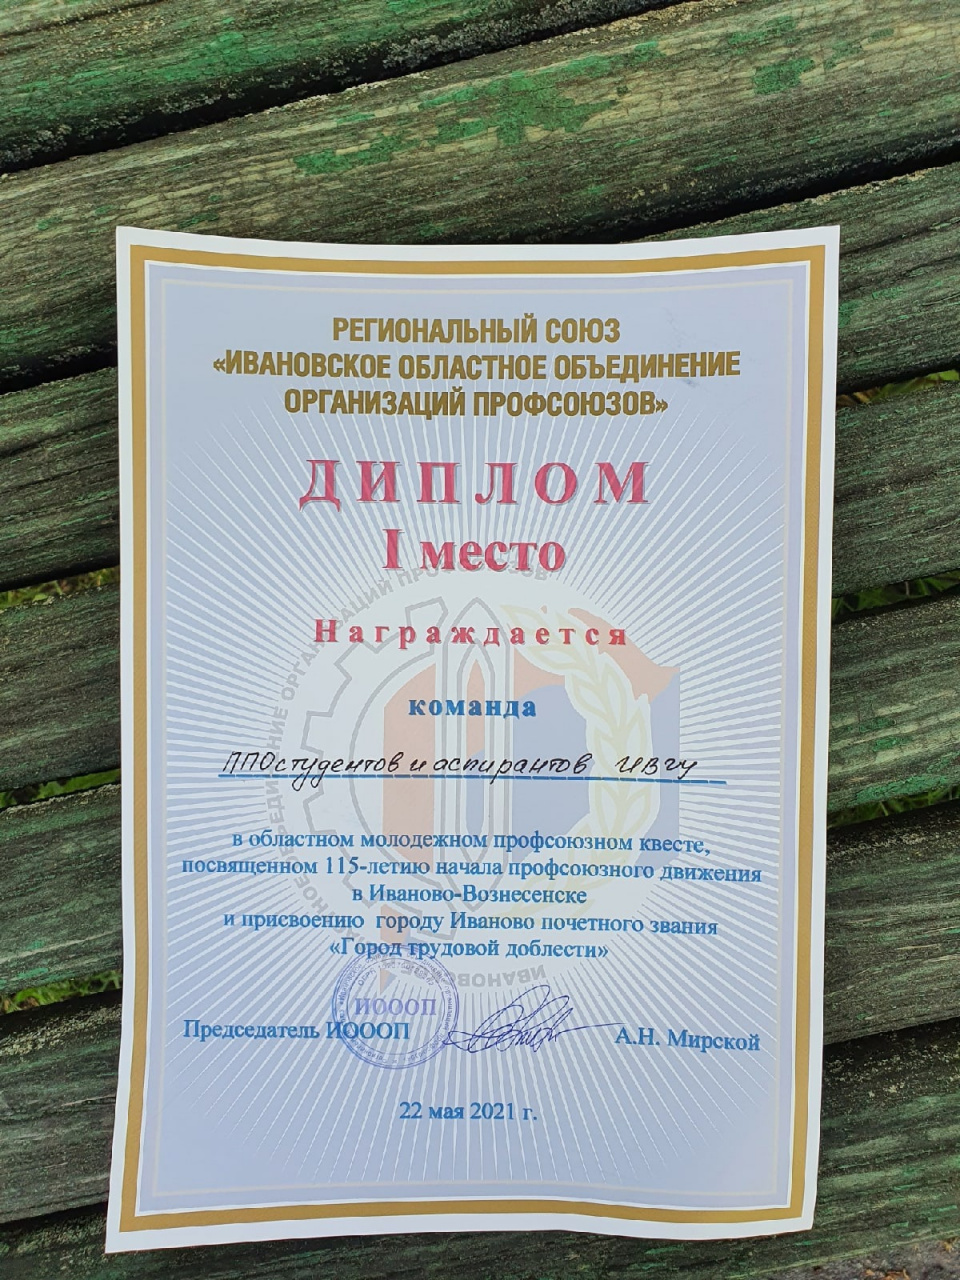 РЕГИОНАЛЬНЫЙ СОЮЗ
«ИВАНОВСКОЕ ОБЛАСТНОЕ ОБЪЕДИНЕНИЕ
ОРГАНИЗАЦИЙ ПРОФСОЮЗОВ»
ДИПЛОМ
I место
Награждается
команда
ППО студентов и аспирантов ИВГУ
в областном молодежном профсоюзном квесте,
посвященном 115-летию начала профсоюзного движения
в Иваново-Вознесенске
и присвоению городу Иваново почетного звания
«Город трудовой доблести»
ИОООП
Председатель ИОООП
А.Н. Мирской
22 мая 2021 г.